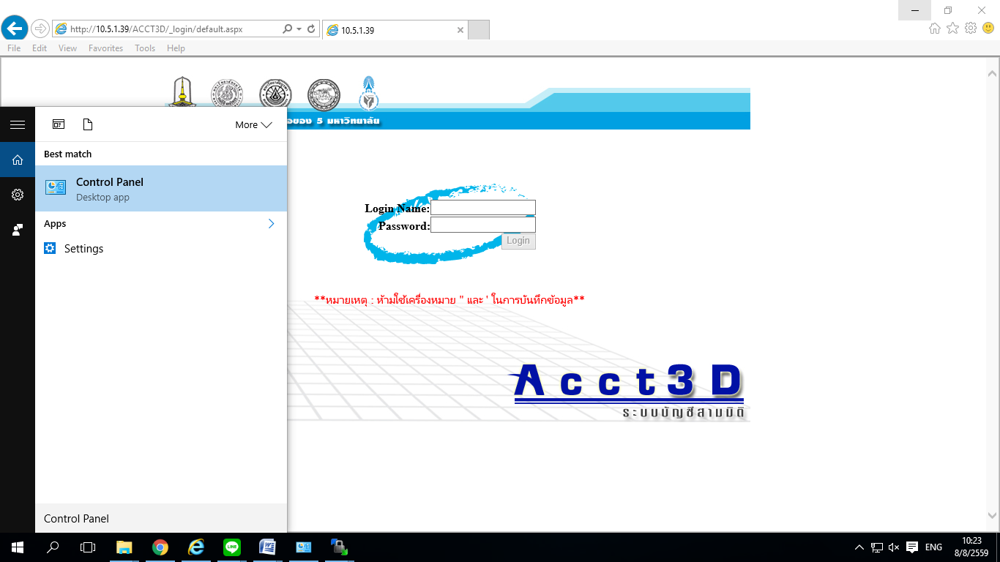 http://10.5.1.39/ACCT3D/_login/default.aspx
10.5.1.39
File Edit View Favorites Tools Help
อของ 5 มหาวิทยาลัน
More
Best match
Control Panel
Desktop app
Apps
Settings
Login Name:
Password:
Login
**หมายเหตุ : ห้ามใช้เครื่องหมาย " และ ' ในการบันทึกข้อมูล**
Acct3D
ระบบบัญชีสามมิติ
Control Panel
LINE
ENG
10:23
8/8/2559